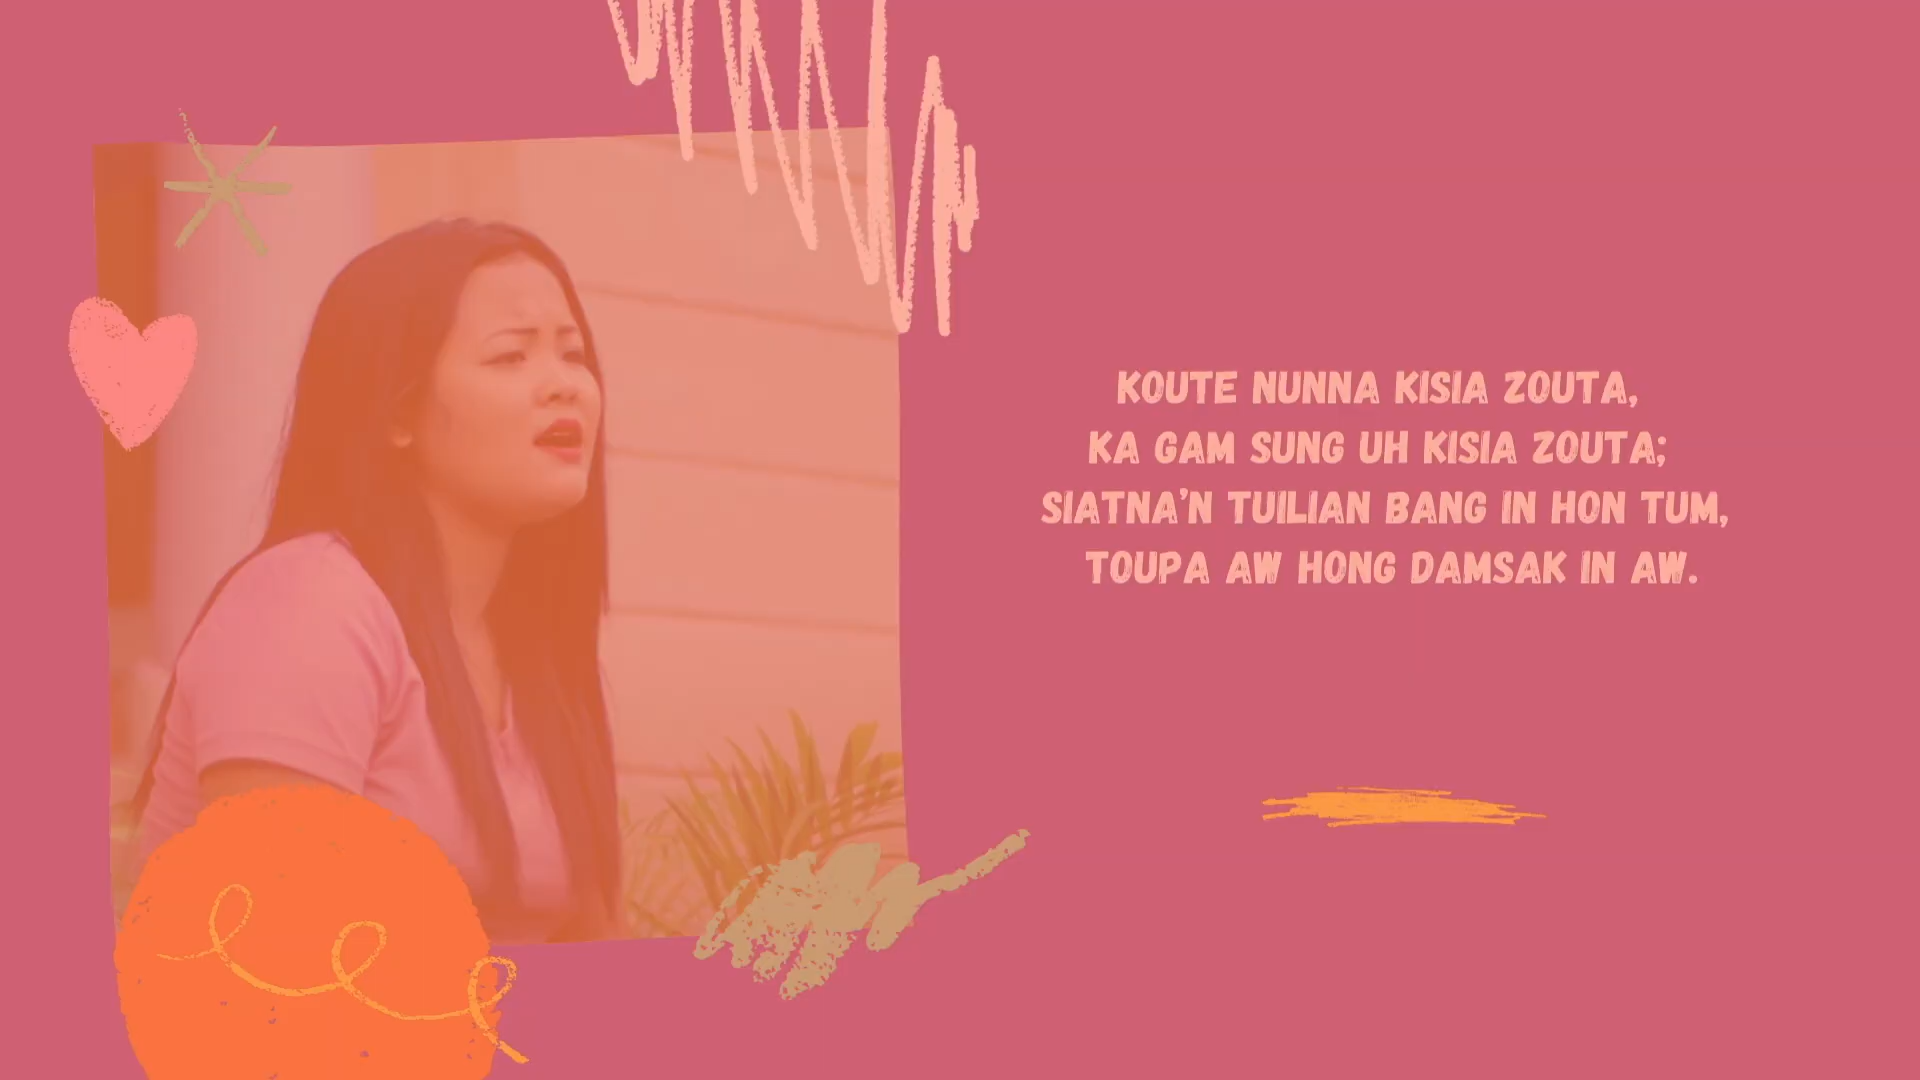 KOUTE NUNNA KISIA ZOUTA,
KA GAM SUNG UH KISIA ZOUTA;
SIATNA'N TUILIAN BANG IN HON TUM,
TOUPA AW HONG DAMSAK IN AW.